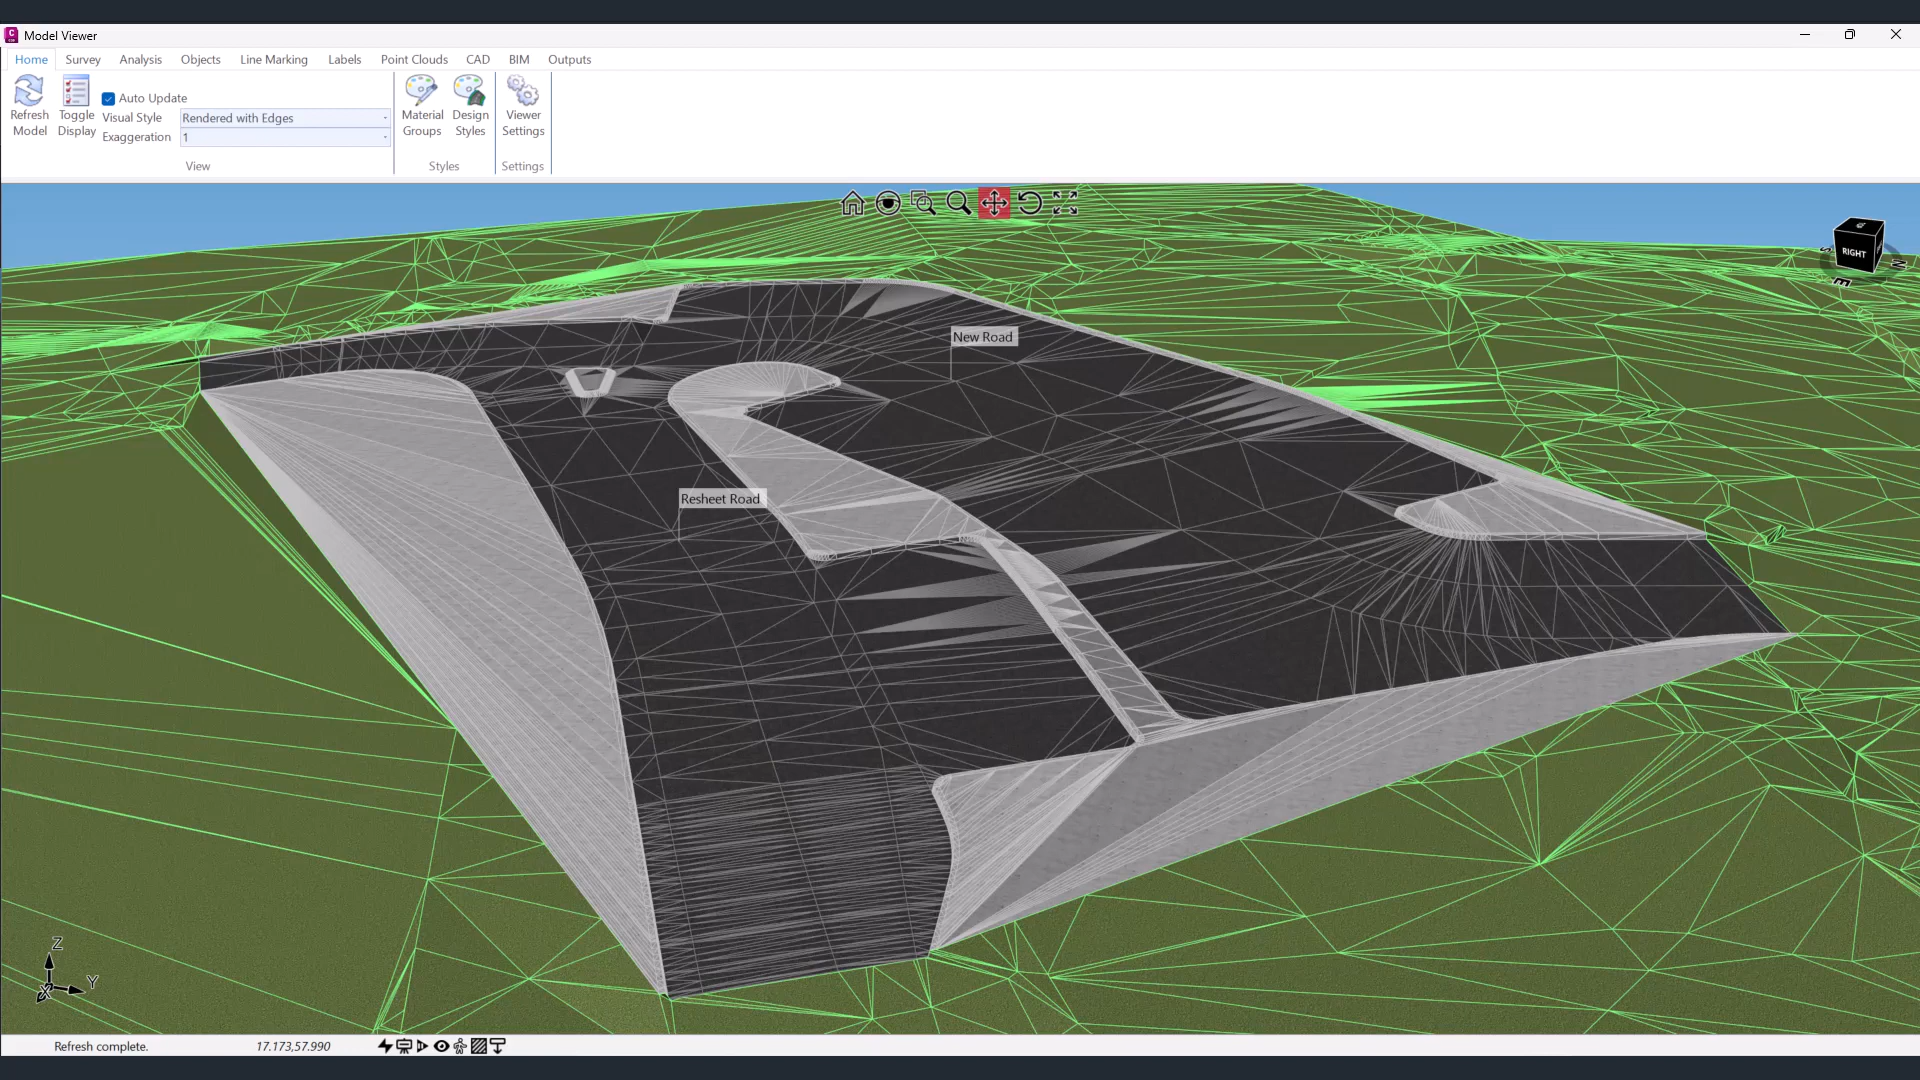 Model Viewer
Home Survey Analysis Objects Line Marking Labels Point Clouds CAD BIM Outputs
Refresh Model
Toggle Display
Auto Update
Visual Style Rendered with Edges
Exaggeration 1
Material Groups
Design Styles
Viewer Settings
View
Styles
Settings
RIGHT
S
N
E
New Road
Resheet Road
Z
Y
X
Refresh complete.
17.173,57.990